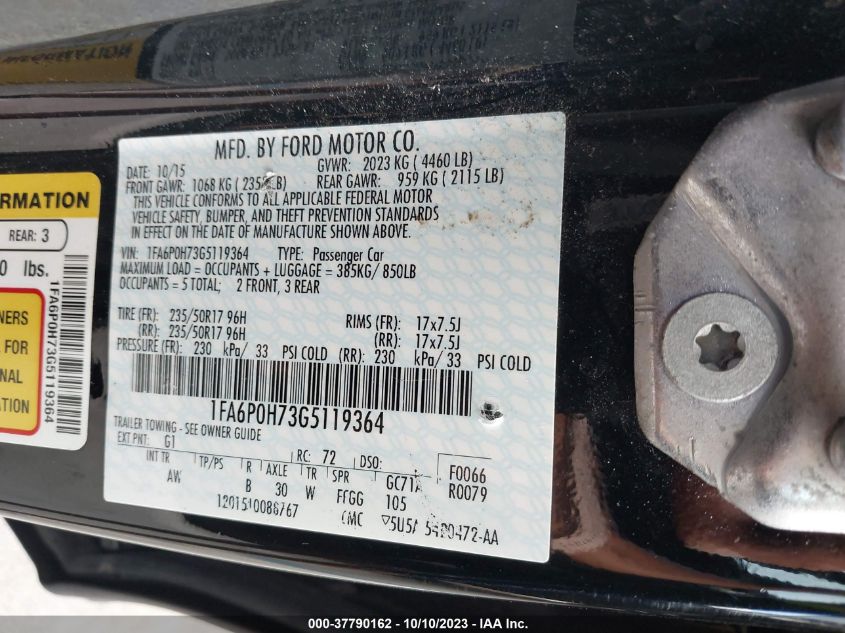 MFD. BY FORD MOTOR CO.
DATE: 10/15
GVWR: 2023 KG ( 4460 LB)
FRONT GAWR: 1068 KG ( LB)
REAR GAWR: 959 KG ( 2115 LB)
THIS VEHICLE CONFORMS TO ALL APPLICABLE FEDERAL MOTOR
VEHICLE SAFETY, BUMPER, AND THEFT PREVENTION STANDARDS
IN EFFECT ON THE DATE OF MANUFACTURE SHOWN ABOVE.
VIN: 1FA6P0H73G5119364 TYPE: Passenger Car
MAXIMUM LOAD = OCCUPANTS + LUGGAGE = 385KG/ 850LB
OCCUPANTS = 5 TOTAL; 2 FRONT, 3 REAR
TIRE (FR): 235/50R17 96H RIMS (FR): 17x7.5J
(RR): 235/50R17 96H (RR): 17x7.5J
PRESSURE (FR): 230 kPa/ 33 PSI COLD (RR): 230 kPa/ 33 PSI COLD
1FA6P0H73G5119364
TRAILER TOWING - SEE OWNER GUIDE
EXT PNT: G1 RC: 72 DSO: F0066
INT TR TP/PS R AXLE TR SPR R0079
AW B 30 W FFGG 105
CMC
ORMATION
REAR: 3
0 lbs.
NERS
FOR
NAL
ATION
1FA6P0H73G5119364
000-37790162 - 10/10/2023 - IAA Inc.